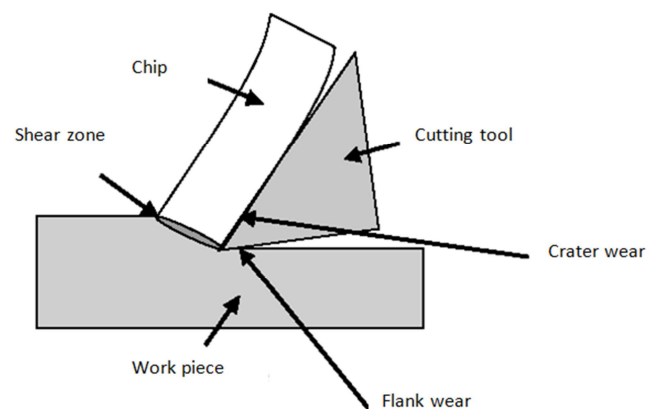 Chip
Shear zone
Cutting tool
Crater wear
Work piece
Flank wear